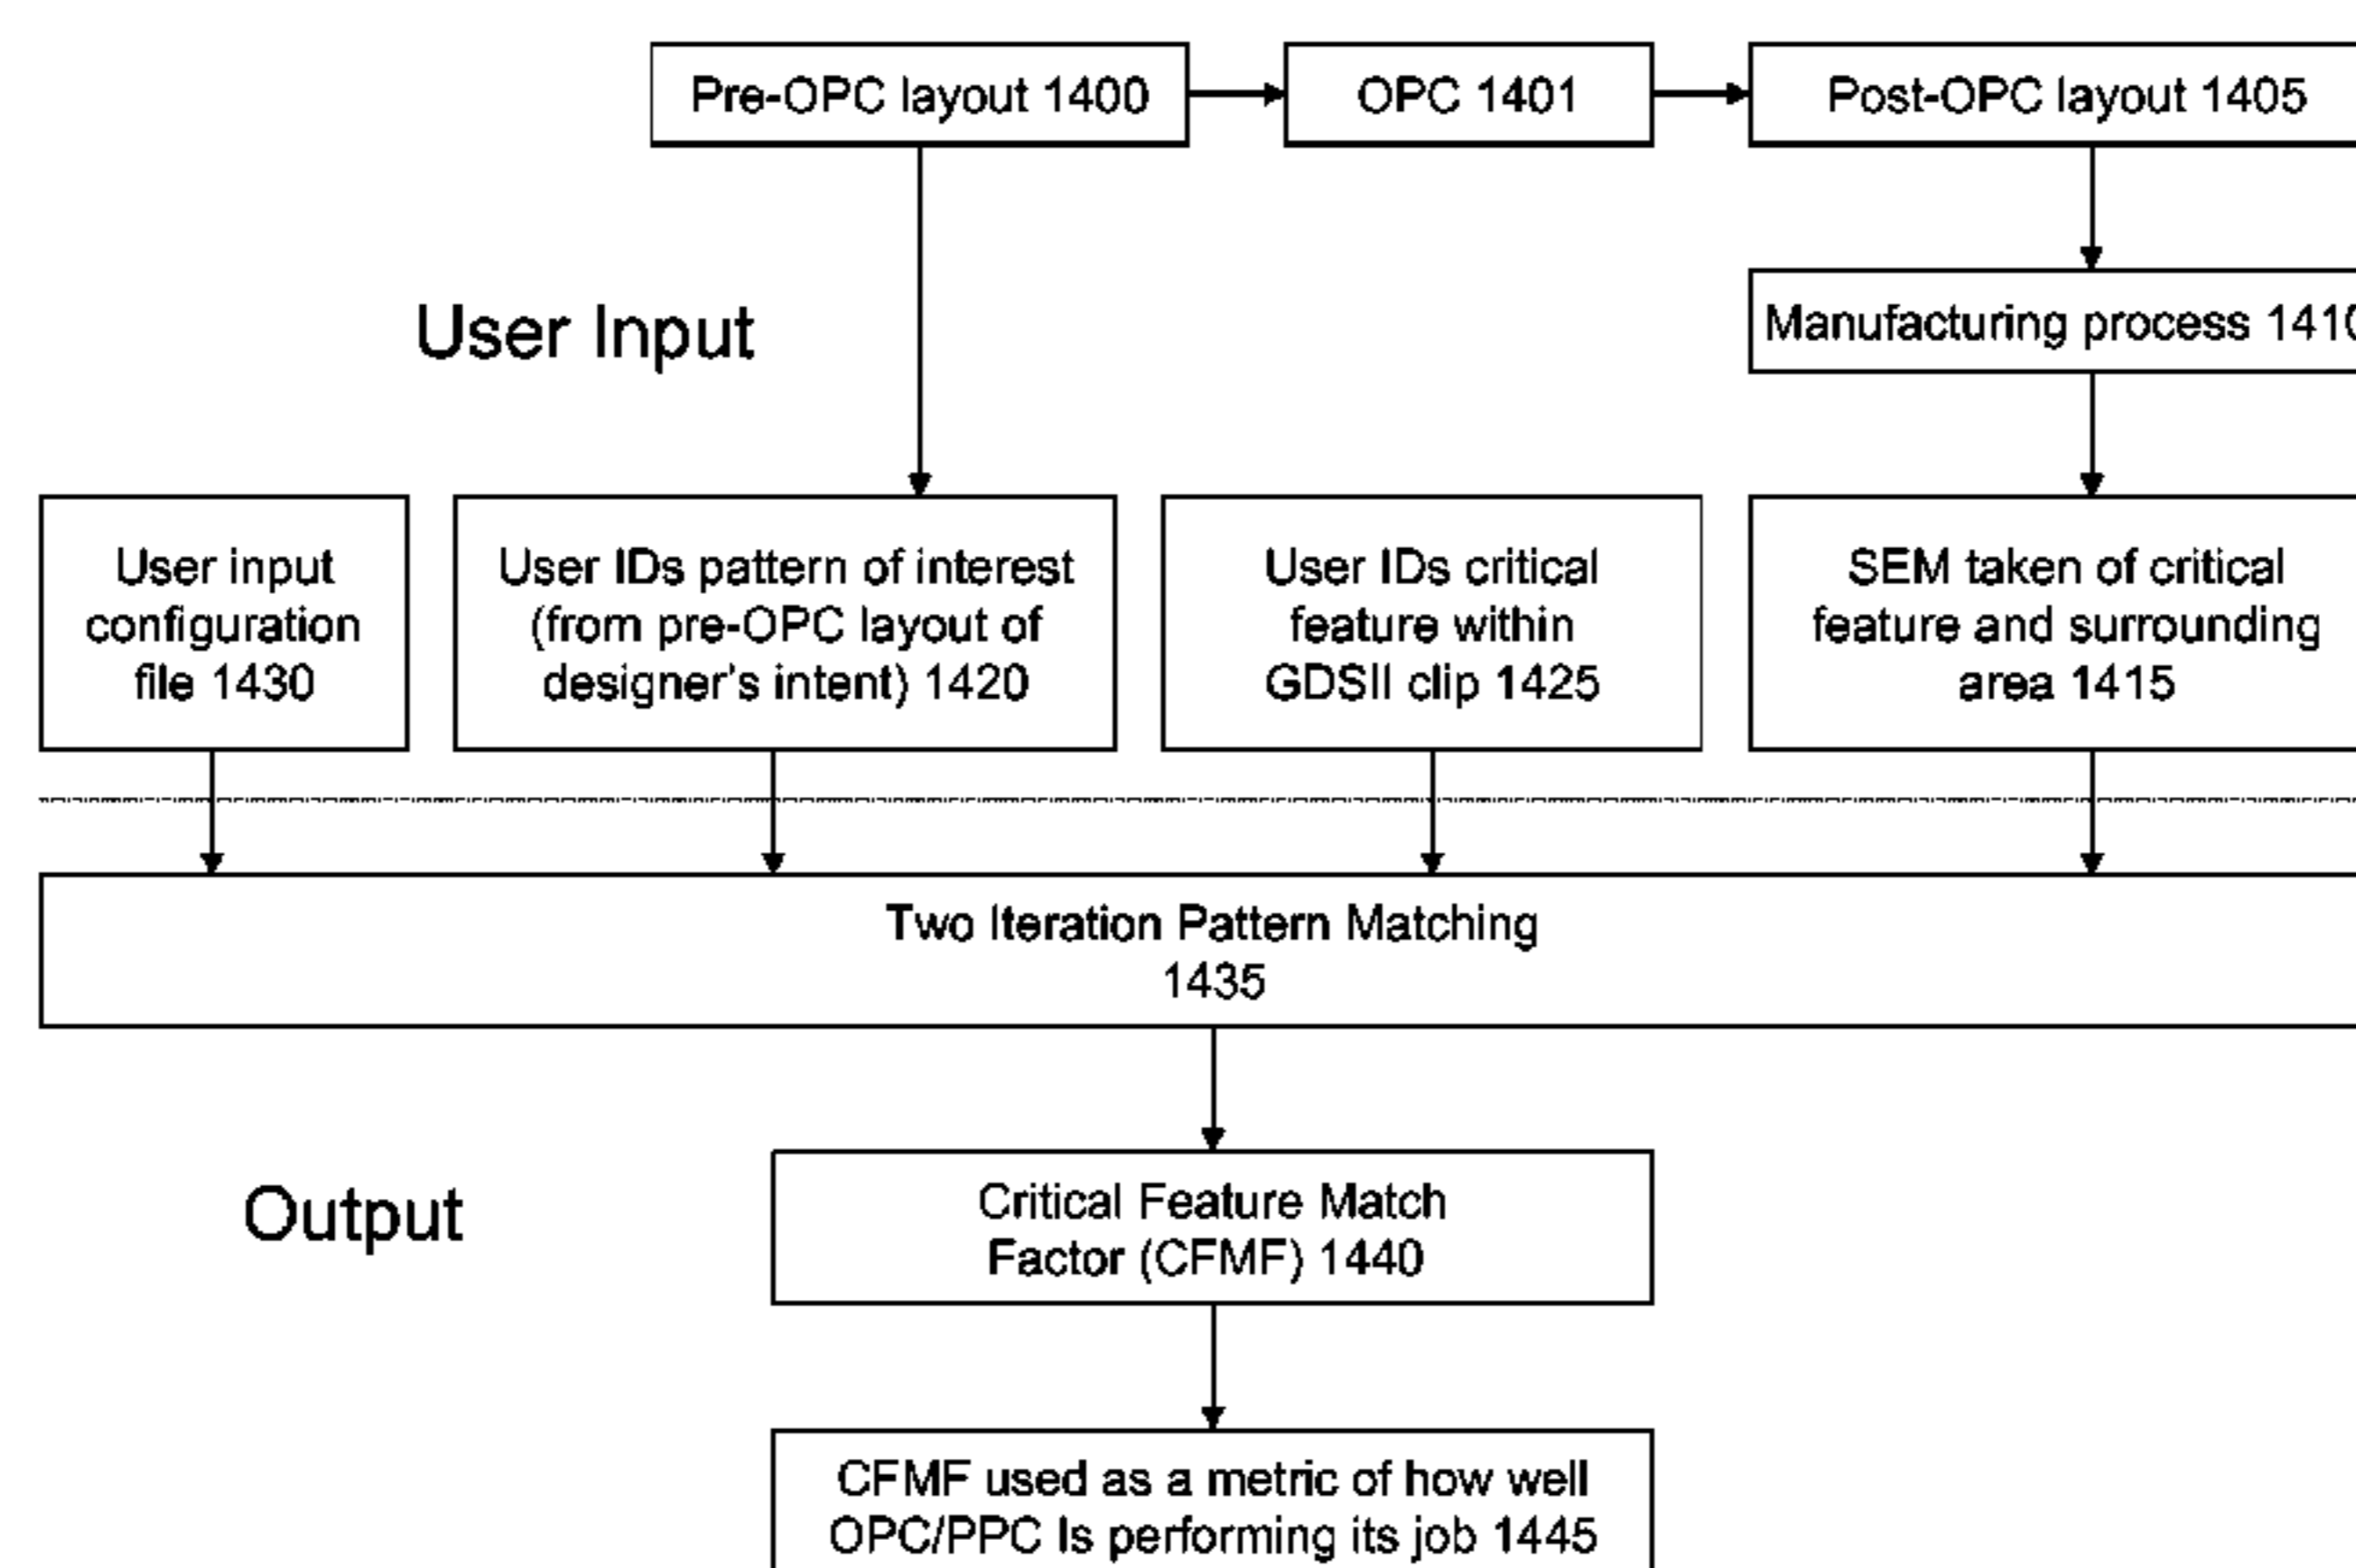 Pre-OPC layout 1400
OPC 1401
Post-OPC layout 1405
User Input
Manufacturing process 1410
User input
configuration
file 1430
User IDs pattern of interest
(from pre-OPC layout of
designer's intent) 1420
User IDs critical
feature within
GDSII clip 1425
SEM taken of critical
feature and surrounding
area 1415
Two Iteration Pattern Matching
1435
Output
Critical Feature Match
Factor (CFMF) 1440
CFMF used as a metric of how well
OPC/PPC Is performing its job 1445